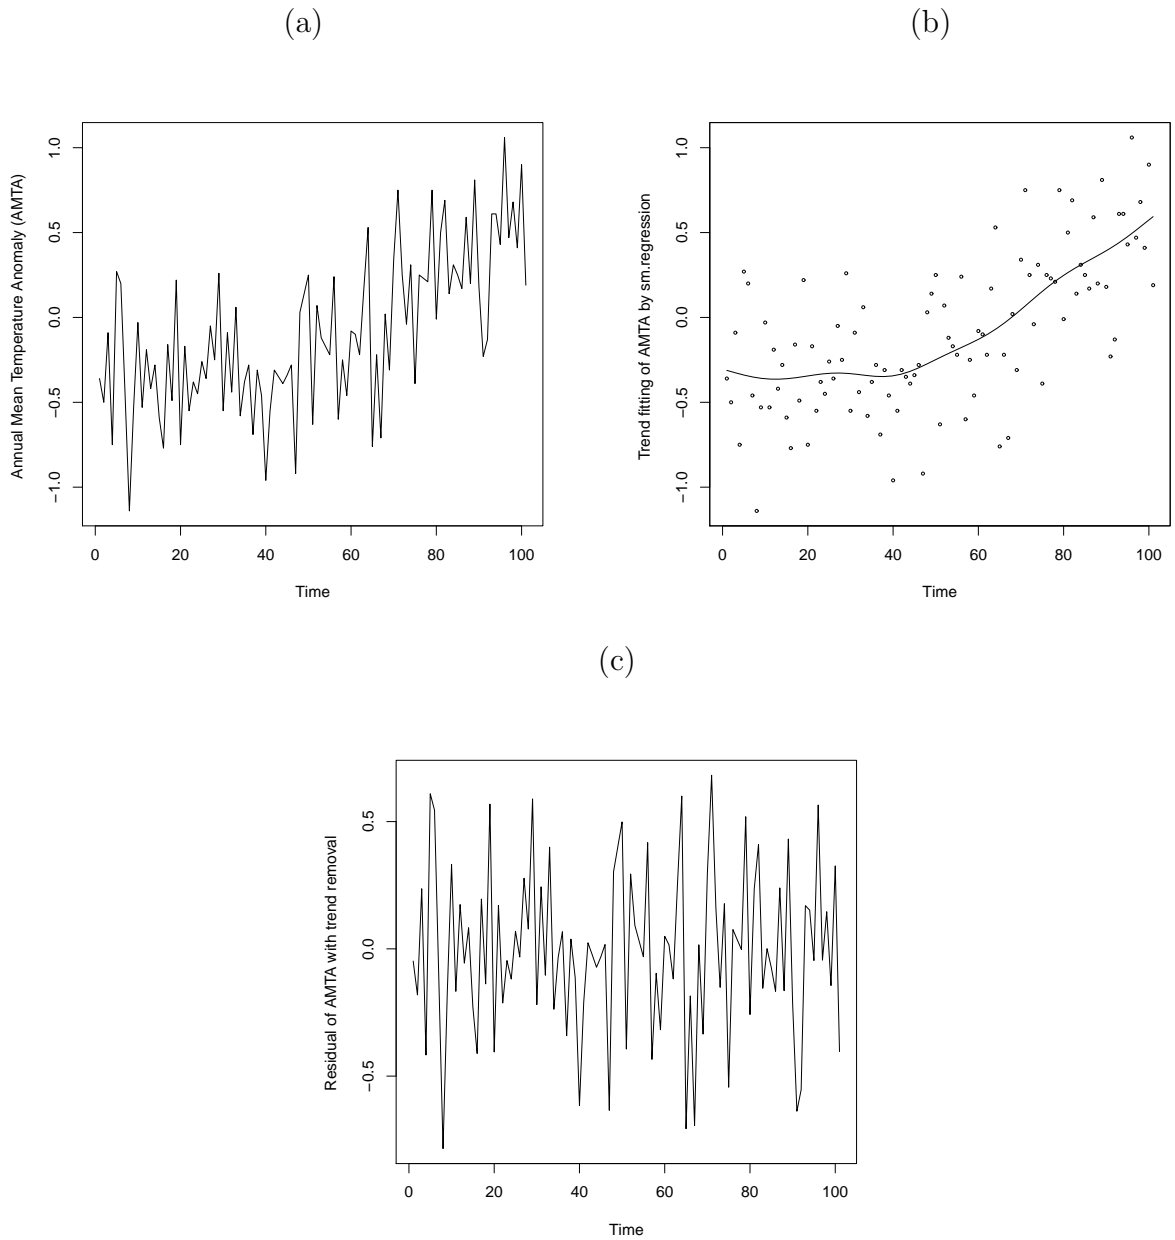 (a)
(b)
Annual Mean Temperature Anomaly (AMTA)
1.0
0.5
0.0
−0.5
−1.0
0 20 40 60 80 100
Time
Trend fitting of AMTA by sm.regression
1.0
0.5
0.0
−0.5
−1.0
0 20 40 60 80 100
Time
(c)
Residual of AMTA with trend removal
0.5
0.0
−0.5
0 20 40 60 80 100
Time